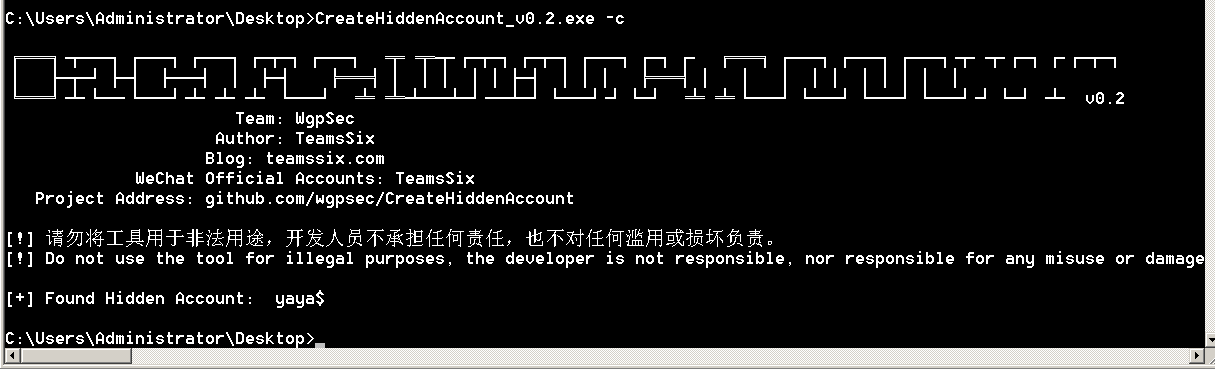 C:\Users\Administrator\Desktop>CreateHiddenAccount_v0.2.exe -c
v0.2
Team: WgpSec
Author: TeamsSix
Blog: teamssix.com
WeChat Official Accounts: TeamsSix
Project Address: github.com/wgpsec/CreateHiddenAccount
[!] 请勿将工具用于非法用途，开发人员不承担任何责任，也不对任何滥用或损坏负责。
[!] Do not use the tool for illegal purposes, the developer is not responsible, nor responsible for any misuse or damage
[+] Found Hidden Account:  yaya$
C:\Users\Administrator\Desktop>_